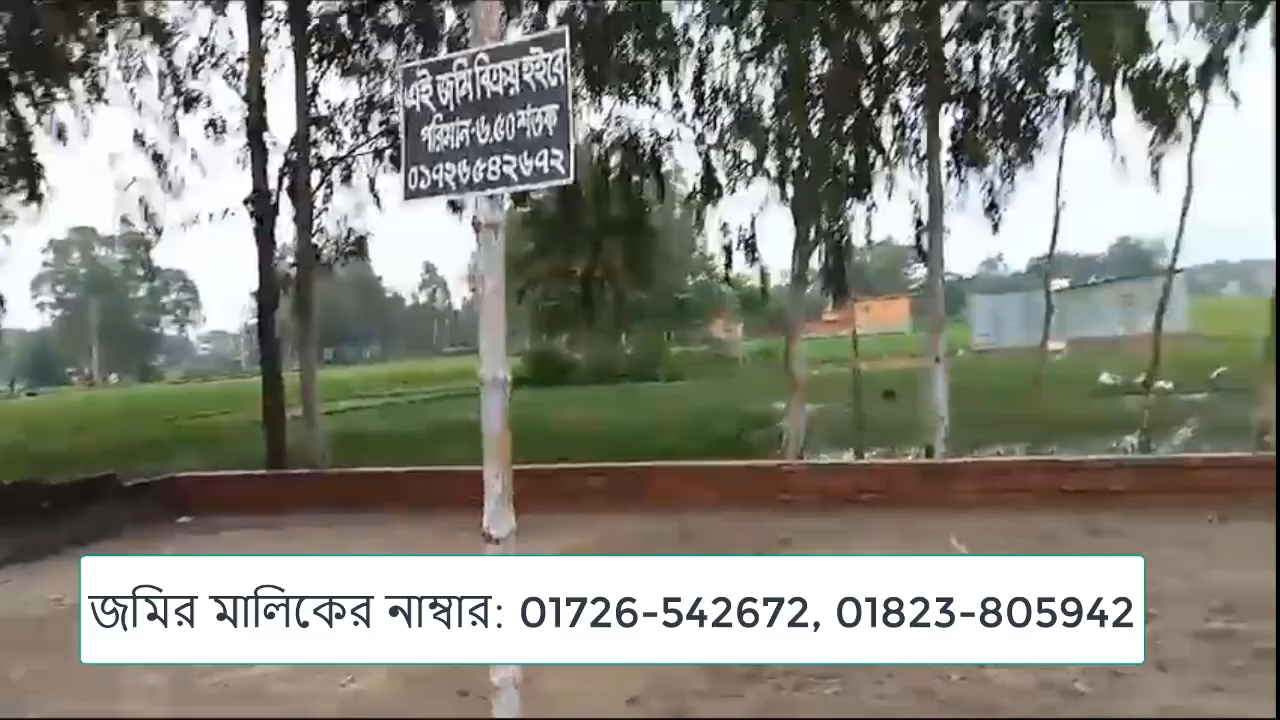 এই জমি বিক্রয় হইবে
পরিমান-৬.৫০ শতক
০১৭২৬৫৪২৬৭২
জমির মালিকের নাম্বার: 01726-542672, 01823-805942